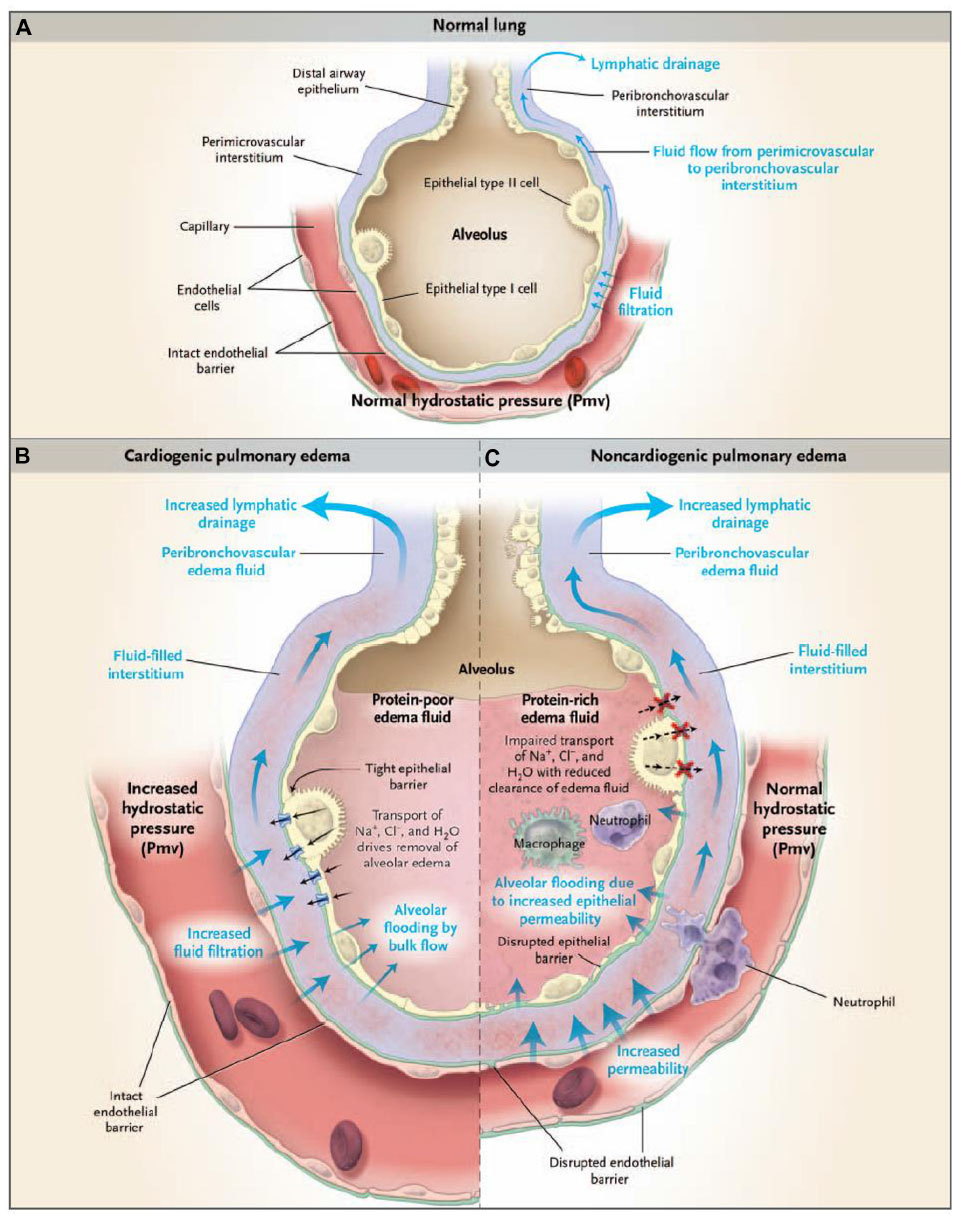 A
Normal lung
Distal airway
epithelium
Lymphatic drainage
Peribronchovascular
interstitium
Perimicrovascular
interstitium
Fluid flow from perimicrovascular
to peribronchovascular
interstitium
Epithelial type II cell
Capillary
Alveolus
Endothelial
cells
Epithelial type I cell
Fluid
filtration
Intact endothelial
barrier
Normal hydrostatic pressure (Pmv)
B
Cardiogenic pulmonary edema
Increased lymphatic
drainage
Peribronchovascular
edema fluid
Fluid-filled
interstitium
Alveolus
Protein-poor
edema fluid
Tight epithelial
barrier
Increased
hydrostatic
pressure
(Pmv)
Transport of
Na+, Cl−, and H2O
drives removal of
alveolar edema
Alveolar
flooding by
bulk flow
Increased
fluid filtration
Intact
endothelial
barrier
C
Noncardiogenic pulmonary edema
Increased lymphatic
drainage
Peribronchovascular
edema fluid
Fluid-filled
interstitium
Protein-rich
edema fluid
Impaired transport
of Na+, Cl−, and
H2O with reduced
clearance of edema fluid
Normal
hydrostatic
pressure
(Pmv)
Neutrophil
Macrophage
Alveolar flooding due
to increased epithelial
permeability
Disrupted epithelial
barrier
Neutrophil
Increased
permeability
Disrupted endothelial
barrier